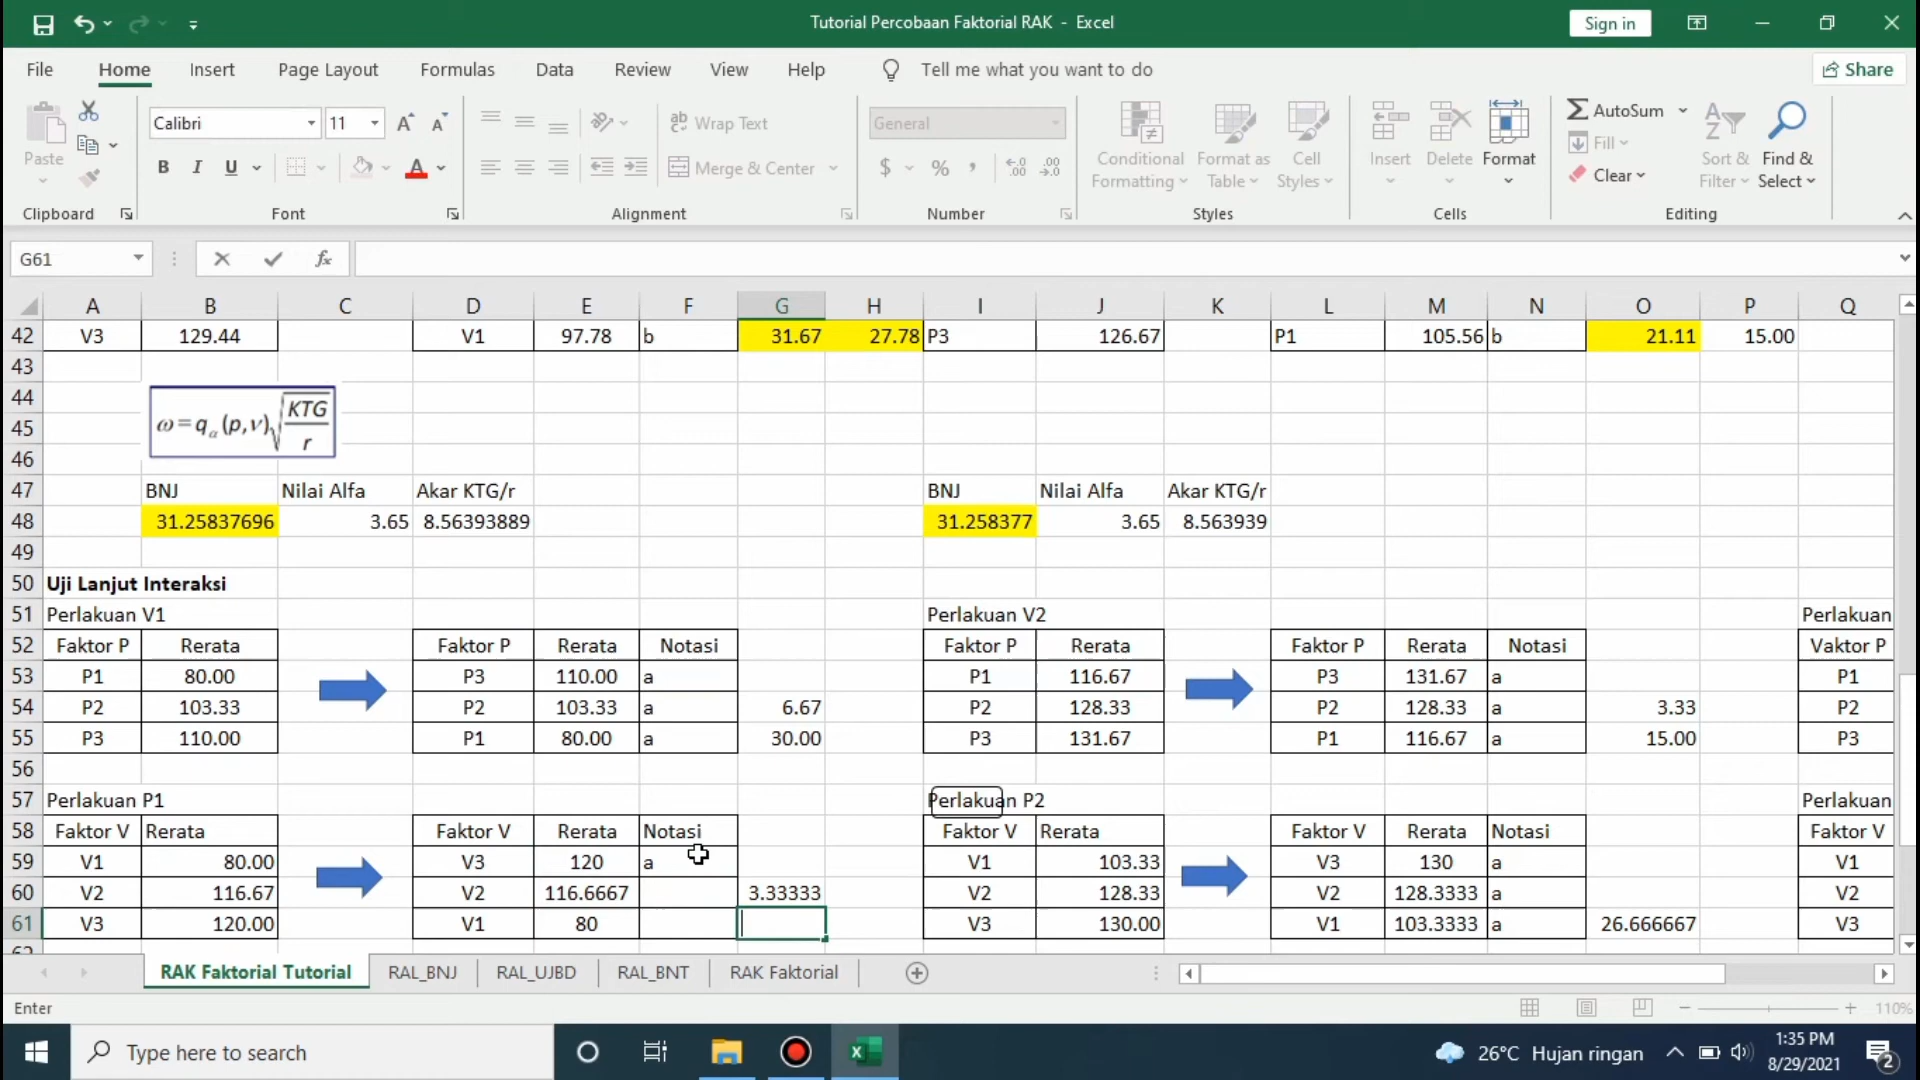 Tutorial Percobaan Faktorial RAK - Excel
Sign in
File Home Insert Page Layout Formulas Data Review View Help Tell me what you want to do Share
Paste
Calibri 11
B I U
Wrap Text
Merge & Center
General
$ % ,
Conditional Formatting
Format as Table
Cell Styles
Insert
Delete
Format
AutoSum
Fill
Clear
Sort & Filter
Find & Select
Clipboard Font Alignment Number Styles Cells Editing
G61 fx
A B C D E F G H I J K L M N O P Q
42 V3 129.44 V1 97.78 b 31.67 27.78 P3 126.67 P1 105.56 b 21.11 15.00
43
44
ω=qα(p,ν)√KTG/r
45
46
47 BNJ Nilai Alfa Akar KTG/r BNJ Nilai Alfa Akar KTG/r
48 31.25837696 3.65 8.56393889 31.258377 3.65 8.563939
49
50 Uji Lanjut Interaksi
51 Perlakuan V1 Perlakuan V2 Perlakuan
52 Faktor P Rerata Faktor P Rerata Notasi Faktor P Rerata Faktor P Rerata Notasi Vaktor P
53 P1 80.00 P3 110.00 a P1 116.67 P3 131.67 a P1
54 P2 103.33 P2 103.33 a 6.67 P2 128.33 P2 128.33 a 3.33 P2
55 P3 110.00 P1 80.00 a 30.00 P3 131.67 P1 116.67 a 15.00 P3
56
57 Perlakuan P1 Perlakuan P2 Perlakuan
58 Faktor V Rerata Faktor V Rerata Notasi Faktor V Rerata Faktor V Rerata Notasi Faktor V
59 V1 80.00 V3 120 a V1 103.33 V3 130 a V1
60 V2 116.67 V2 116.6667 3.33333 V2 128.33 V2 128.3333 a V2
61 V3 120.00 V1 80 V3 130.00 V1 103.3333 a 26.666667 V3
RAK Faktorial Tutorial RAL_BNJ RAL_UJBD RAL_BNT RAK Faktorial
Enter 110%
Type here to search
26°C Hujan ringan
1:35 PM
8/29/2021
2